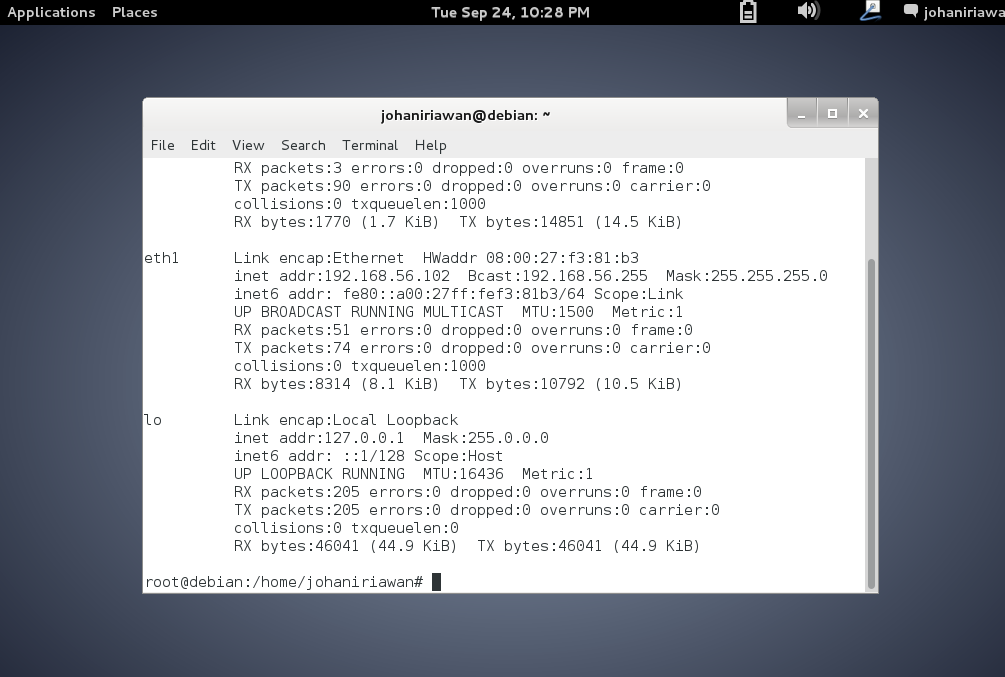 Applications Places Tue Sep 24, 10:28 PM johaniriawa
johaniriawan@debian: ~
File Edit View Search Terminal Help
RX packets:3 errors:0 dropped:0 overruns:0 frame:0
TX packets:90 errors:0 dropped:0 overruns:0 carrier:0
collisions:0 txqueuelen:1000
RX bytes:1770 (1.7 KiB)  TX bytes:14851 (14.5 KiB)
eth1      Link encap:Ethernet  HWaddr 08:00:27:f3:81:b3
inet addr:192.168.56.102  Bcast:192.168.56.255  Mask:255.255.255.0
inet6 addr: fe80::a00:27ff:fef3:81b3/64 Scope:Link
UP BROADCAST RUNNING MULTICAST  MTU:1500  Metric:1
RX packets:51 errors:0 dropped:0 overruns:0 frame:0
TX packets:74 errors:0 dropped:0 overruns:0 carrier:0
collisions:0 txqueuelen:1000
RX bytes:8314 (8.1 KiB)  TX bytes:10792 (10.5 KiB)
lo        Link encap:Local Loopback
inet addr:127.0.0.1  Mask:255.0.0.0
inet6 addr: ::1/128 Scope:Host
UP LOOPBACK RUNNING  MTU:16436  Metric:1
RX packets:205 errors:0 dropped:0 overruns:0 frame:0
TX packets:205 errors:0 dropped:0 overruns:0 carrier:0
collisions:0 txqueuelen:0
RX bytes:46041 (44.9 KiB)  TX bytes:46041 (44.9 KiB)
root@debian:/home/johaniriawan#